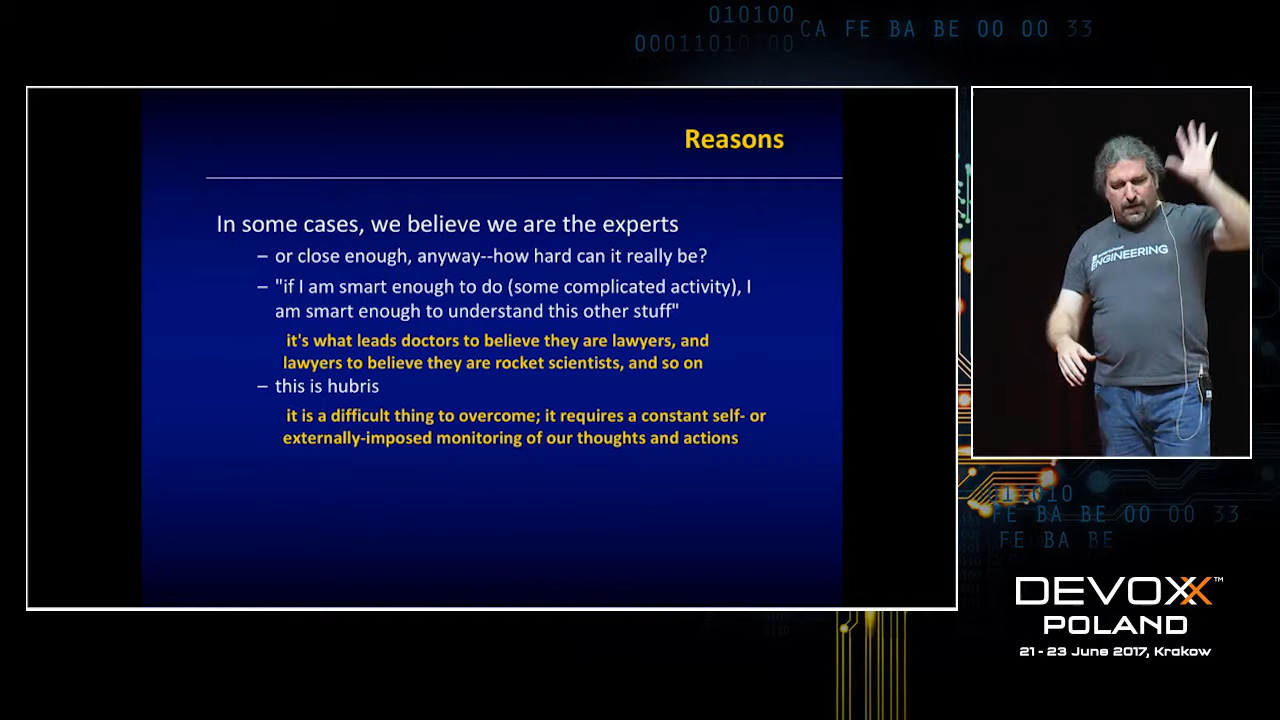 010100
00011010100
CA FE BA BE 00 00 33
Reasons
In some cases, we believe we are the experts
– or close enough, anyway--how hard can it really be?
– "if I am smart enough to do (some complicated activity), I
am smart enough to understand this other stuff"
it's what leads doctors to believe they are lawyers, and
lawyers to believe they are rocket scientists, and so on
– this is hubris
it is a difficult thing to overcome; it requires a constant self- or
externally-imposed monitoring of our thoughts and actions
ENGINEERING
011010
FE BA BE 00 00 33
FE BA BE
DEVOXX™
POLAND
21 - 23 June 2017, Krakow